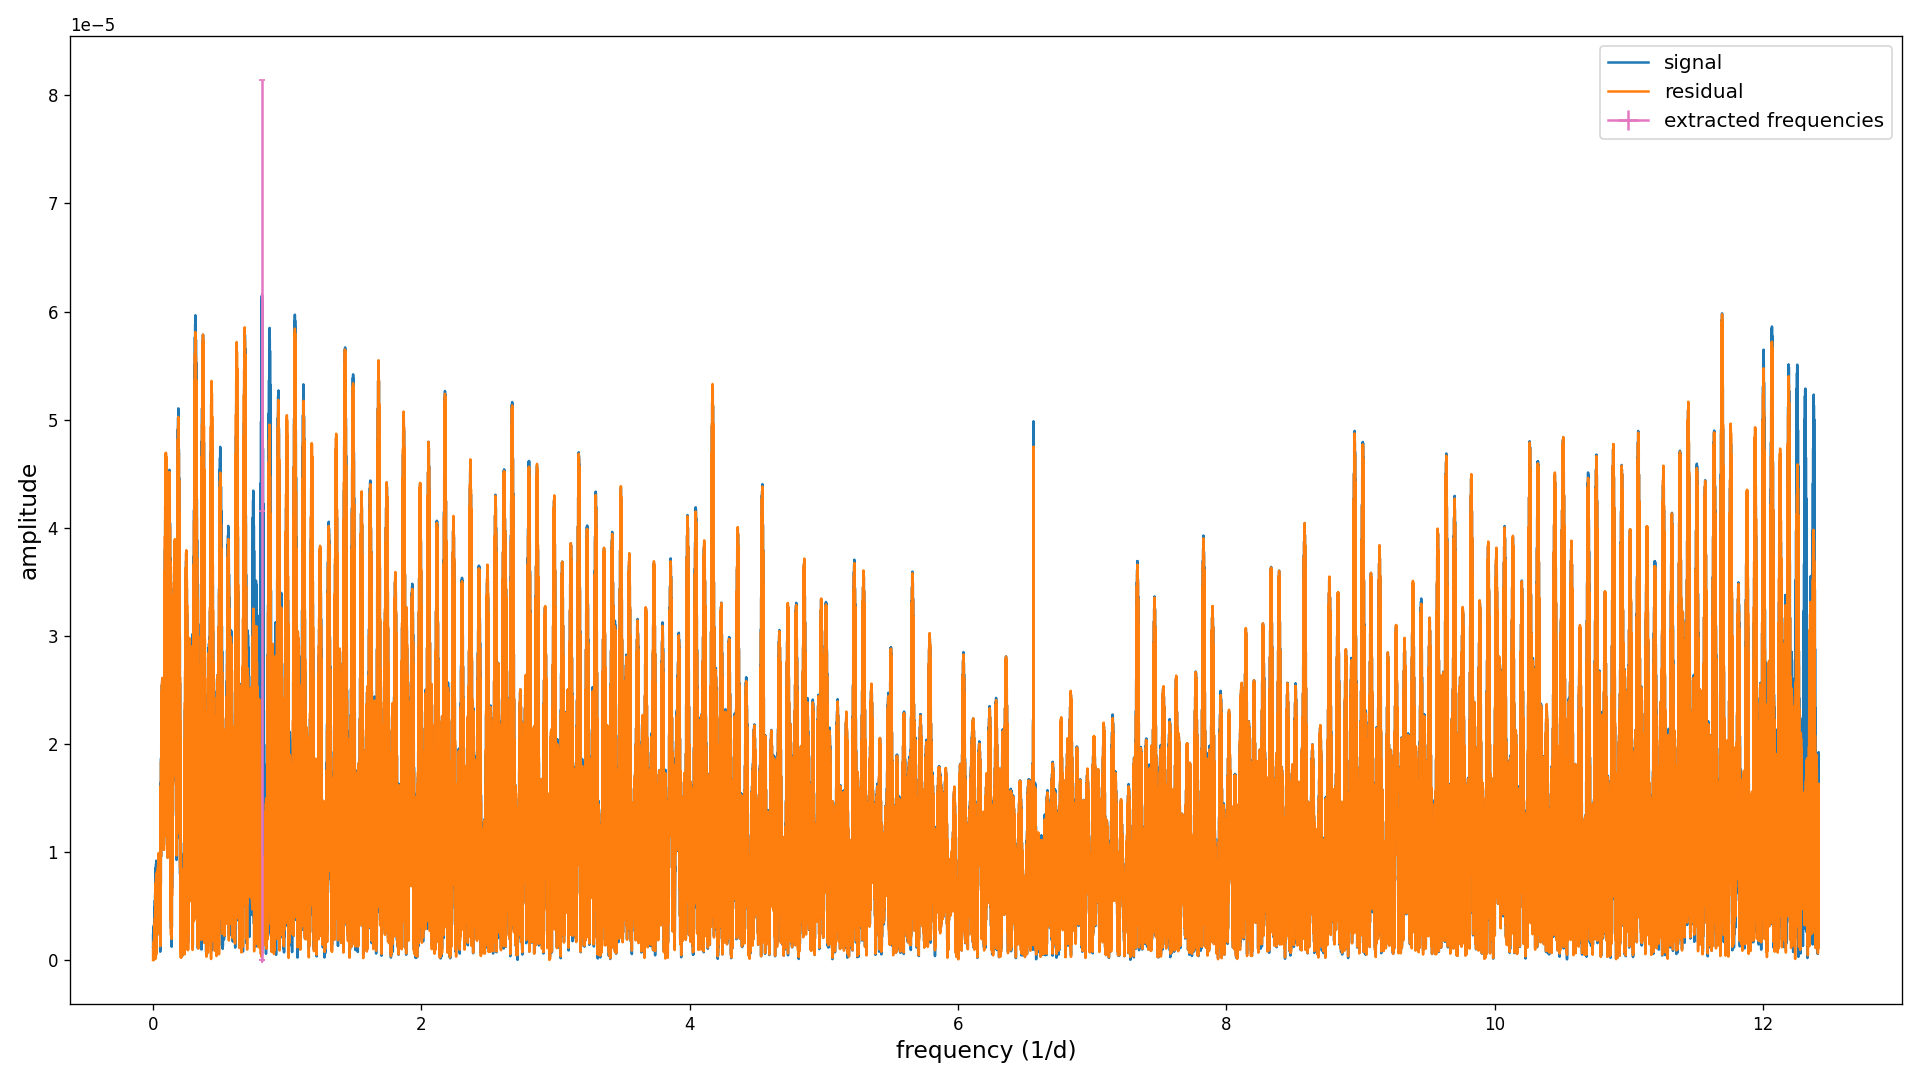 1e−5
signal
residual
extracted frequencies
8
7
6
5
4
3
2
1
0
amplitude
0 2 4 6 8 10 12
frequency (1/d)